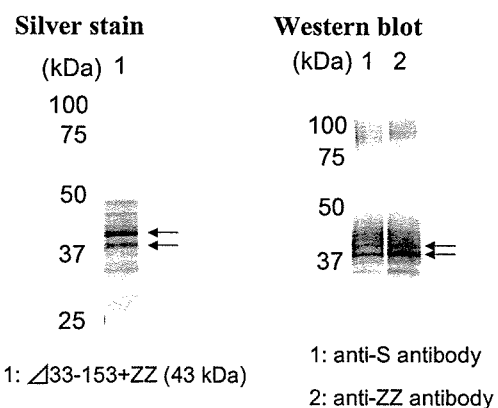 Silver stain
(kDa) 1
100
75
50
37
25
1: ⊿33-153+ZZ (43 kDa)
Western blot
(kDa) 1 2
100
75
50
37
1: anti-S antibody
2: anti-ZZ antibody